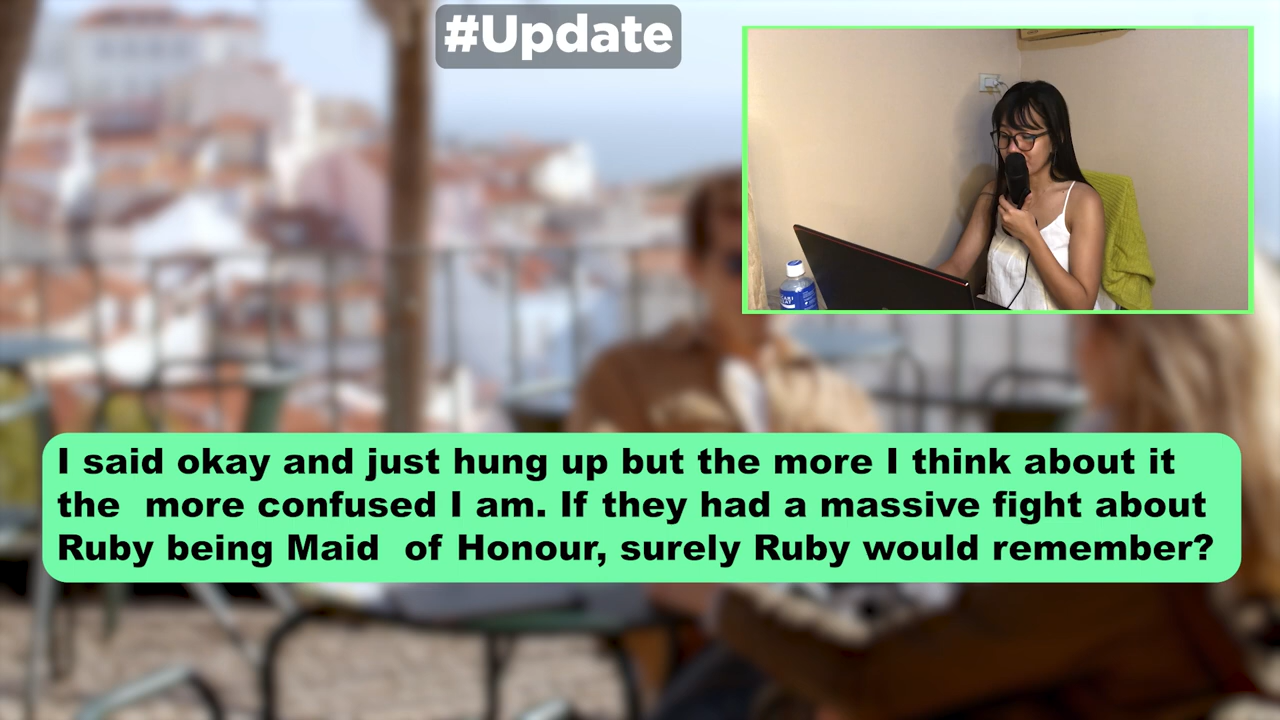 #Update
I said okay and just hung up but the more I think about it
the  more confused I am. If they had a massive fight about
Ruby being Maid  of Honour, surely Ruby would remember?